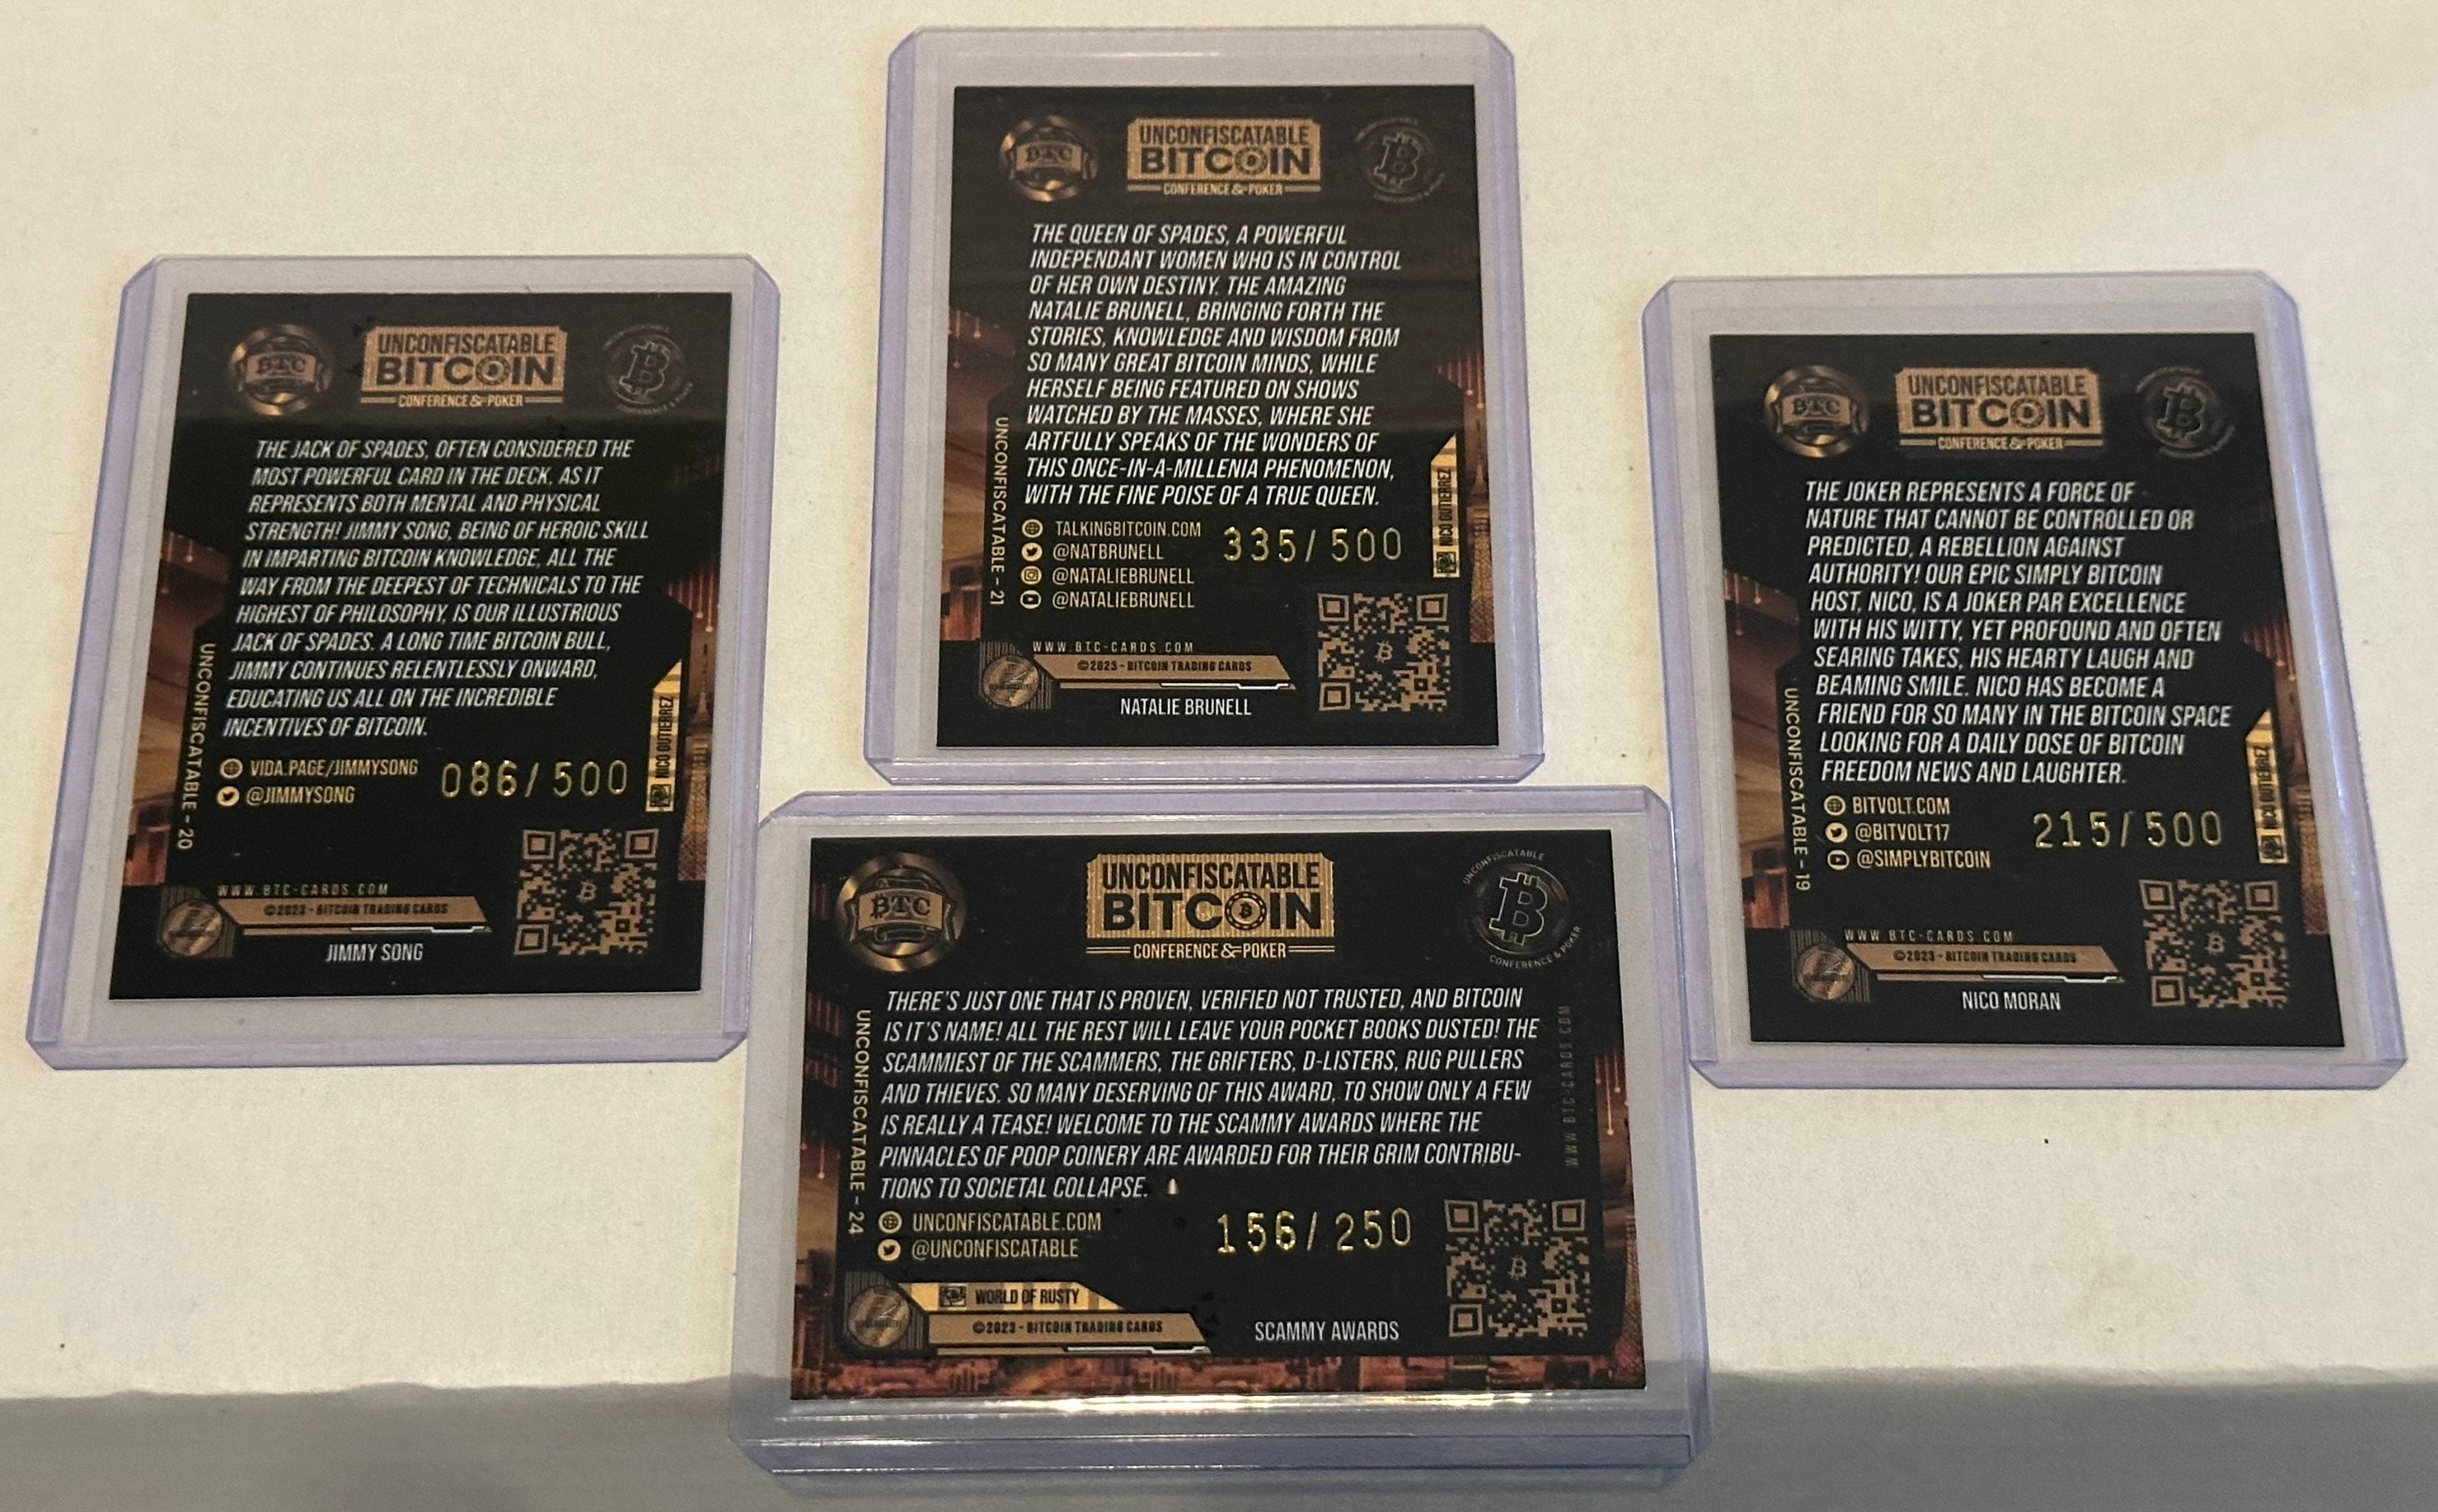 BTC
UNCONFISCATABLE
BITCOIN
CONFERENCE & POKER
THE JACK OF SPADES, OFTEN CONSIDERED THE
MOST POWERFUL CARD IN THE DECK, AS IT
REPRESENTS BOTH MENTAL AND PHYSICAL
STRENGTH! JIMMY SONG, BEING OF HEROIC SKILL
IN IMPARTING BITCOIN KNOWLEDGE, ALL THE
WAY FROM THE DEEPEST OF TECHNICALS TO THE
HIGHEST OF PHILOSOPHY, IS OUR ILLUSTRIOUS
JACK OF SPADES. A LONG TIME BITCOIN BULL,
JIMMY CONTINUES RELENTLESSLY ONWARD,
EDUCATING US ALL ON THE INCREDIBLE
INCENTIVES OF BITCOIN.
VIDA.PAGE/JIMMYSONG
@JIMMYSONG
086/500
UNCONFISCATABLE - 20
NICO GUTIERREZ
WWW.BTC-CARDS.COM
©2023 - BITCOIN TRADING CARDS
JIMMY SONG
BTC
UNCONFISCATABLE
BITCOIN
CONFERENCE & POKER
THE QUEEN OF SPADES, A POWERFUL
INDEPENDANT WOMEN WHO IS IN CONTROL
OF HER OWN DESTINY. THE AMAZING
NATALIE BRUNELL, BRINGING FORTH THE
STORIES, KNOWLEDGE AND WISDOM FROM
SO MANY GREAT BITCOIN MINDS, WHILE
HERSELF BEING FEATURED ON SHOWS
WATCHED BY THE MASSES, WHERE SHE
ARTFULLY SPEAKS OF THE WONDERS OF
THIS ONCE-IN-A-MILLENIA PHENOMENON,
WITH THE FINE POISE OF A TRUE QUEEN.
TALKINGBITCOIN.COM
@NATBRUNELL
@NATALIEBRUNELL
@NATALIEBRUNELL
335/500
UNCONFISCATABLE - 21
NICO GUTIERREZ
WWW.BTC-CARDS.COM
©2023 - BITCOIN TRADING CARDS
NATALIE BRUNELL
BTC
UNCONFISCATABLE
BITCOIN
CONFERENCE & POKER
THE JOKER REPRESENTS A FORCE OF
NATURE THAT CANNOT BE CONTROLLED OR
PREDICTED, A REBELLION AGAINST
AUTHORITY! OUR EPIC SIMPLY BITCOIN
HOST, NICO, IS A JOKER PAR EXCELLENCE
WITH HIS WITTY, YET PROFOUND AND OFTEN
SEARING TAKES, HIS HEARTY LAUGH AND
BEAMING SMILE. NICO HAS BECOME A
FRIEND FOR SO MANY IN THE BITCOIN SPACE
LOOKING FOR A DAILY DOSE OF BITCOIN
FREEDOM NEWS AND LAUGHTER.
BITVOLT.COM
@BITVOLT17
@SIMPLYBITCOIN
215/500
UNCONFISCATABLE - 19
NICO GUTIERREZ
WWW.BTC-CARDS.COM
©2023 - BITCOIN TRADING CARDS
NICO MORAN
BTC
UNCONFISCATABLE
BITCOIN
CONFERENCE & POKER
UNCONFISCATABLE
CONFERENCE & POKER
THERE'S JUST ONE THAT IS PROVEN, VERIFIED NOT TRUSTED, AND BITCOIN
IS IT'S NAME! ALL THE REST WILL LEAVE YOUR POCKET BOOKS DUSTED! THE
SCAMMIEST OF THE SCAMMERS, THE GRIFTERS, D-LISTERS, RUG PULLERS
AND THIEVES. SO MANY DESERVING OF THIS AWARD, TO SHOW ONLY A FEW
IS REALLY A TEASE! WELCOME TO THE SCAMMY AWARDS WHERE THE
PINNACLES OF POOP COINERY ARE AWARDED FOR THEIR GRIM CONTRIBU-
TIONS TO SOCIETAL COLLAPSE.
UNCONFISCATABLE.COM
@UNCONFISCATABLE
156/250
UNCONFISCATABLE - 24
WWW.BTC-CARDS.COM
WORLD OF RUSTY
©2023 - BITCOIN TRADING CARDS
SCAMMY AWARDS